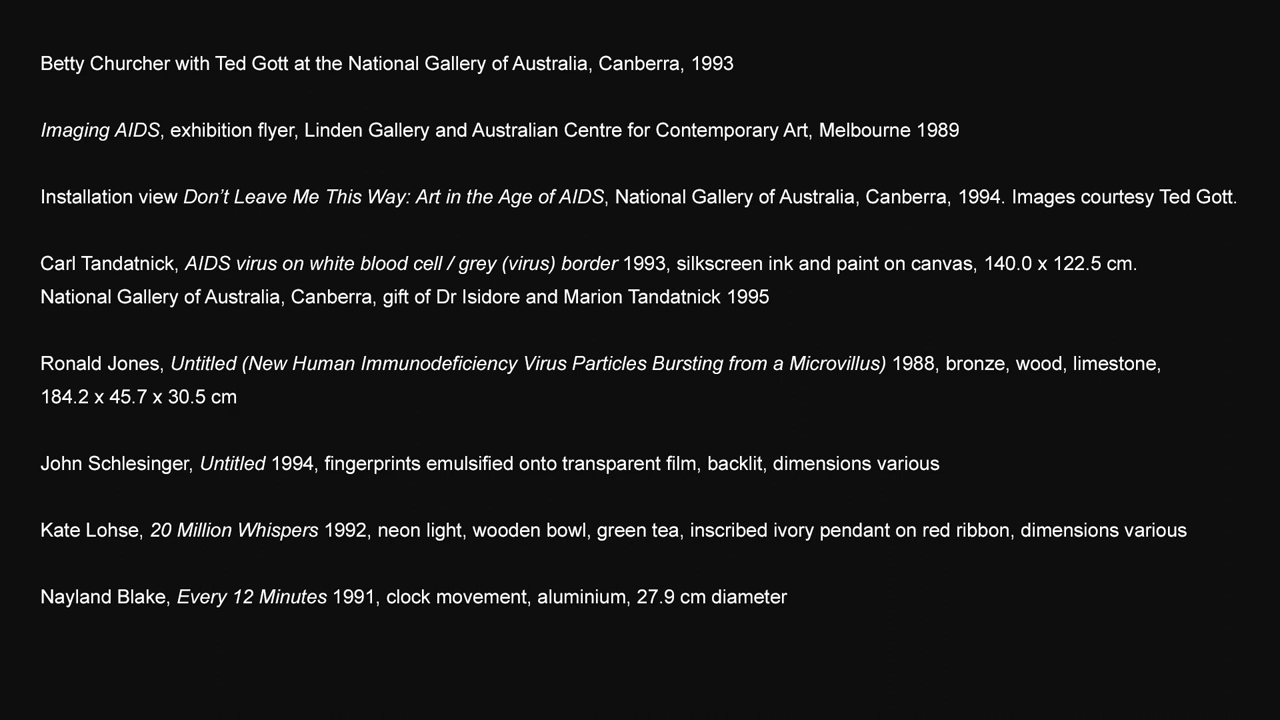 Betty Churcher with Ted Gott at the National Gallery of Australia, Canberra, 1993
Imaging AIDS, exhibition flyer, Linden Gallery and Australian Centre for Contemporary Art, Melbourne 1989
Installation view Don’t Leave Me This Way: Art in the Age of AIDS, National Gallery of Australia, Canberra, 1994. Images courtesy Ted Gott.
Carl Tandatnick, AIDS virus on white blood cell / grey (virus) border 1993, silkscreen ink and paint on canvas, 140.0 x 122.5 cm.
National Gallery of Australia, Canberra, gift of Dr Isidore and Marion Tandatnick 1995
Ronald Jones, Untitled (New Human Immunodeficiency Virus Particles Bursting from a Microvillus) 1988, bronze, wood, limestone,
184.2 x 45.7 x 30.5 cm
John Schlesinger, Untitled 1994, fingerprints emulsified onto transparent film, backlit, dimensions various
Kate Lohse, 20 Million Whispers 1992, neon light, wooden bowl, green tea, inscribed ivory pendant on red ribbon, dimensions various
Nayland Blake, Every 12 Minutes 1991, clock movement, aluminium, 27.9 cm diameter